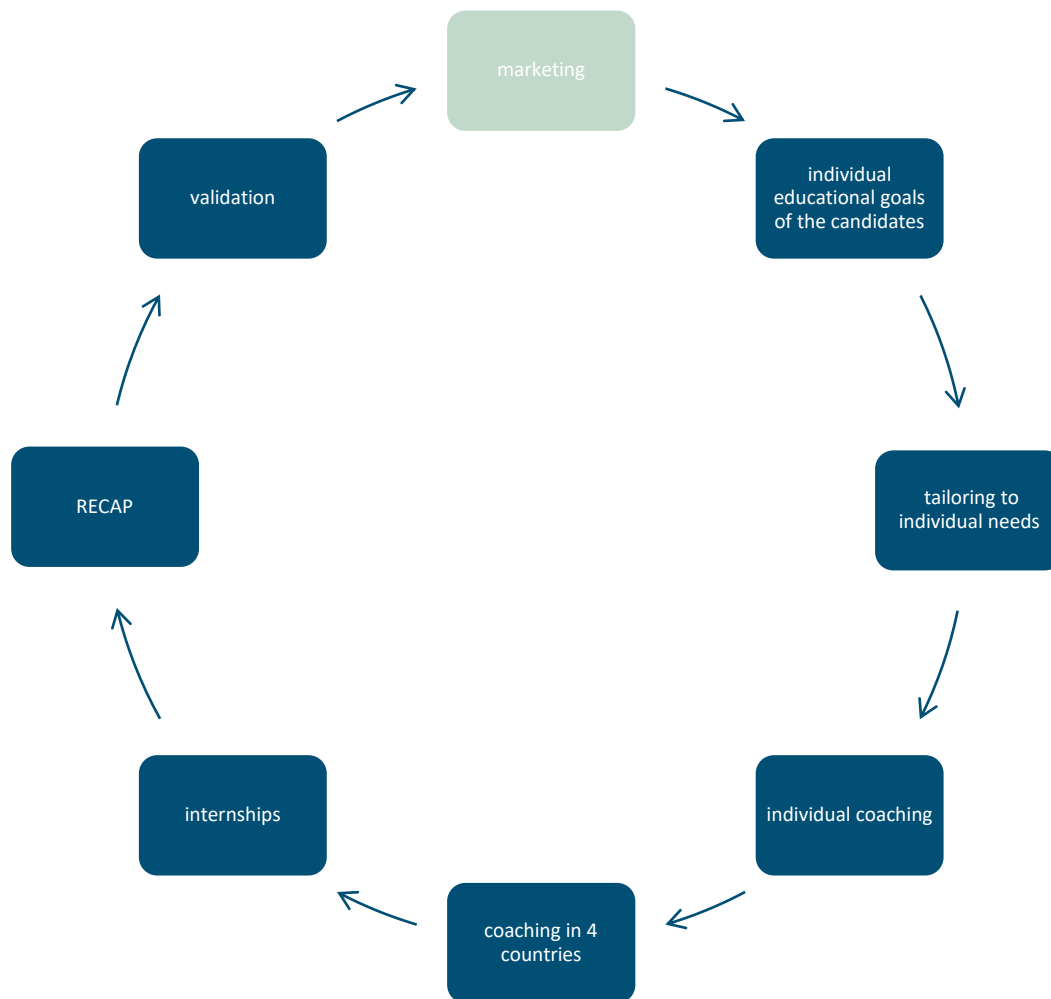 marketing
individual
educational goals
of the candidates
tailoring to
individual needs
individual coaching
coaching in 4
countries
internships
RECAP
validation